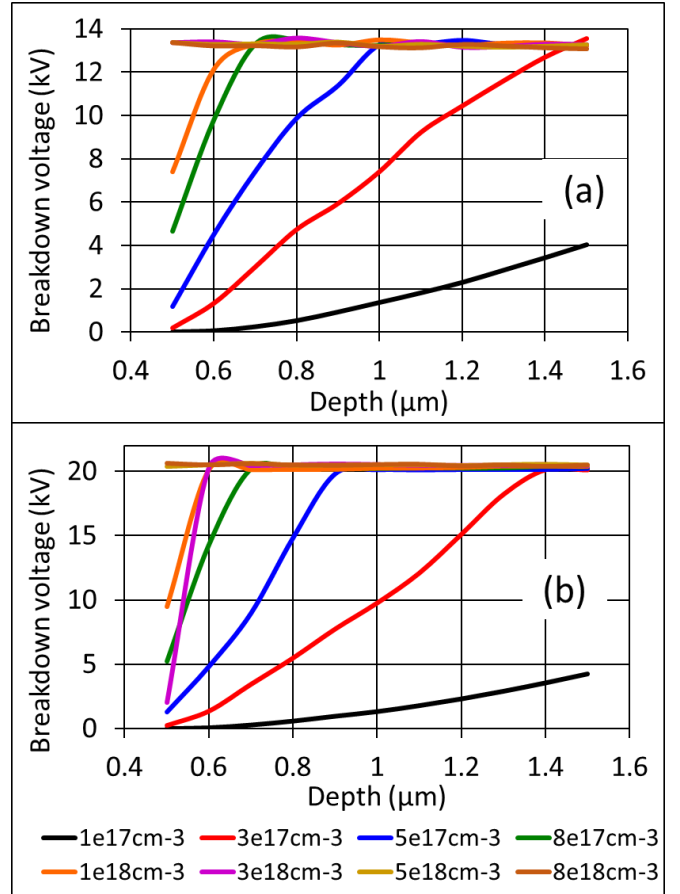 14
12
10
8
6
4
2
0
Breakdown voltage (kV)
(a)
0.4 0.6 0.8 1 1.2 1.4 1.6
Depth (µm)
20
15
10
5
0
Breakdown voltage (kV)
(b)
0.4 0.6 0.8 1 1.2 1.4 1.6
Depth (µm)
1e17cm-3 3e17cm-3 5e17cm-3 8e17cm-3
1e18cm-3 3e18cm-3 5e18cm-3 8e18cm-3